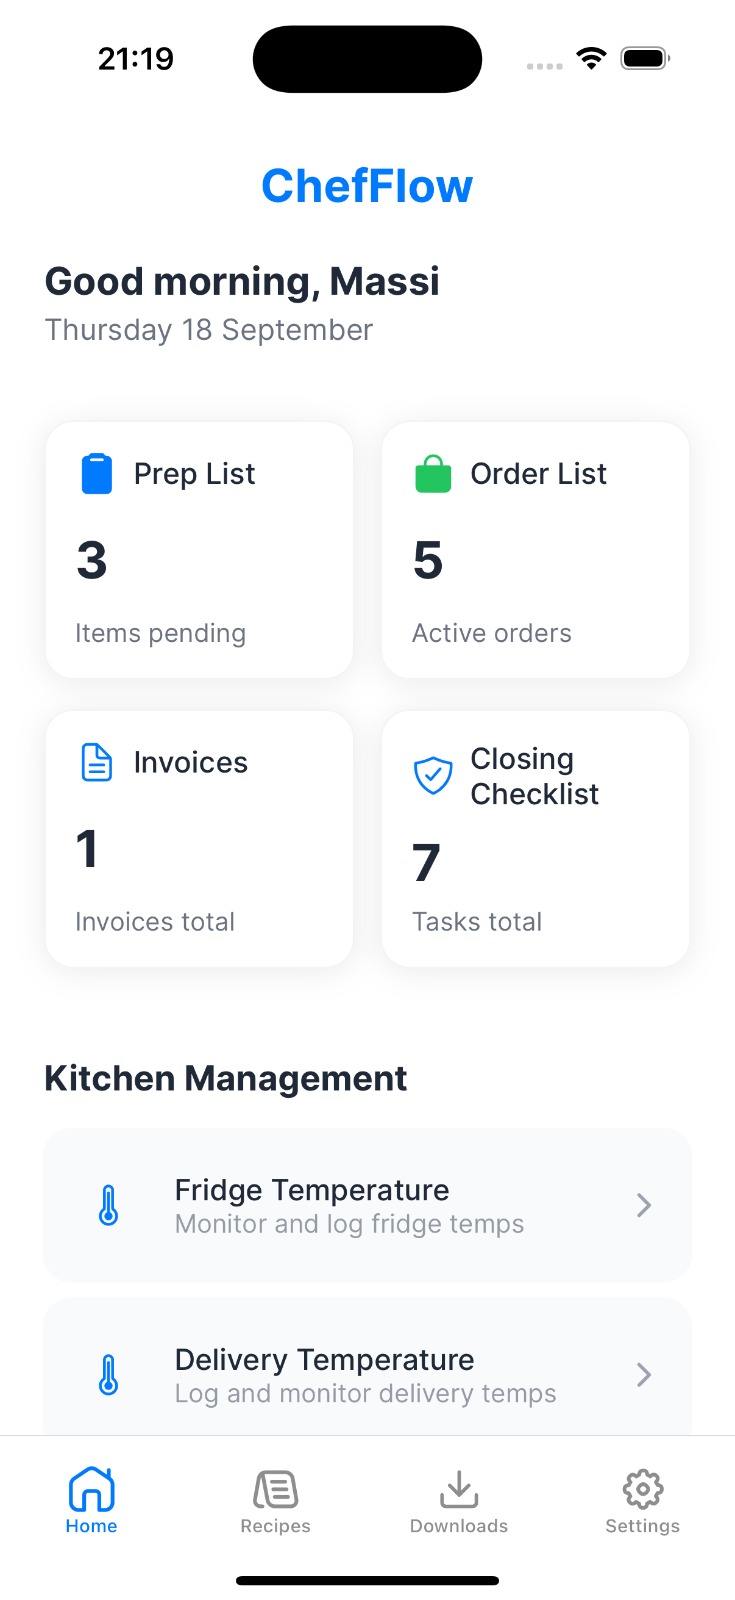 21:19
ChefFlow
Good morning, Massi
Thursday 18 September
Prep List
3
Items pending
Order List
5
Active orders
Invoices
1
Invoices total
Closing
Checklist
7
Tasks total
Kitchen Management
Fridge Temperature
Monitor and log fridge temps
Delivery Temperature
Log and monitor delivery temps
Home
Recipes
Downloads
Settings